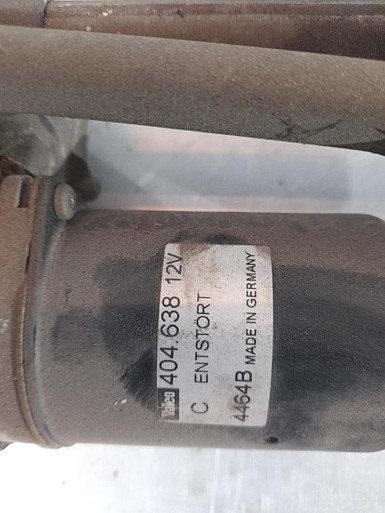 Valeo 404.638 12V
C ENTSTÖRT
4464B MADE IN GERMANY